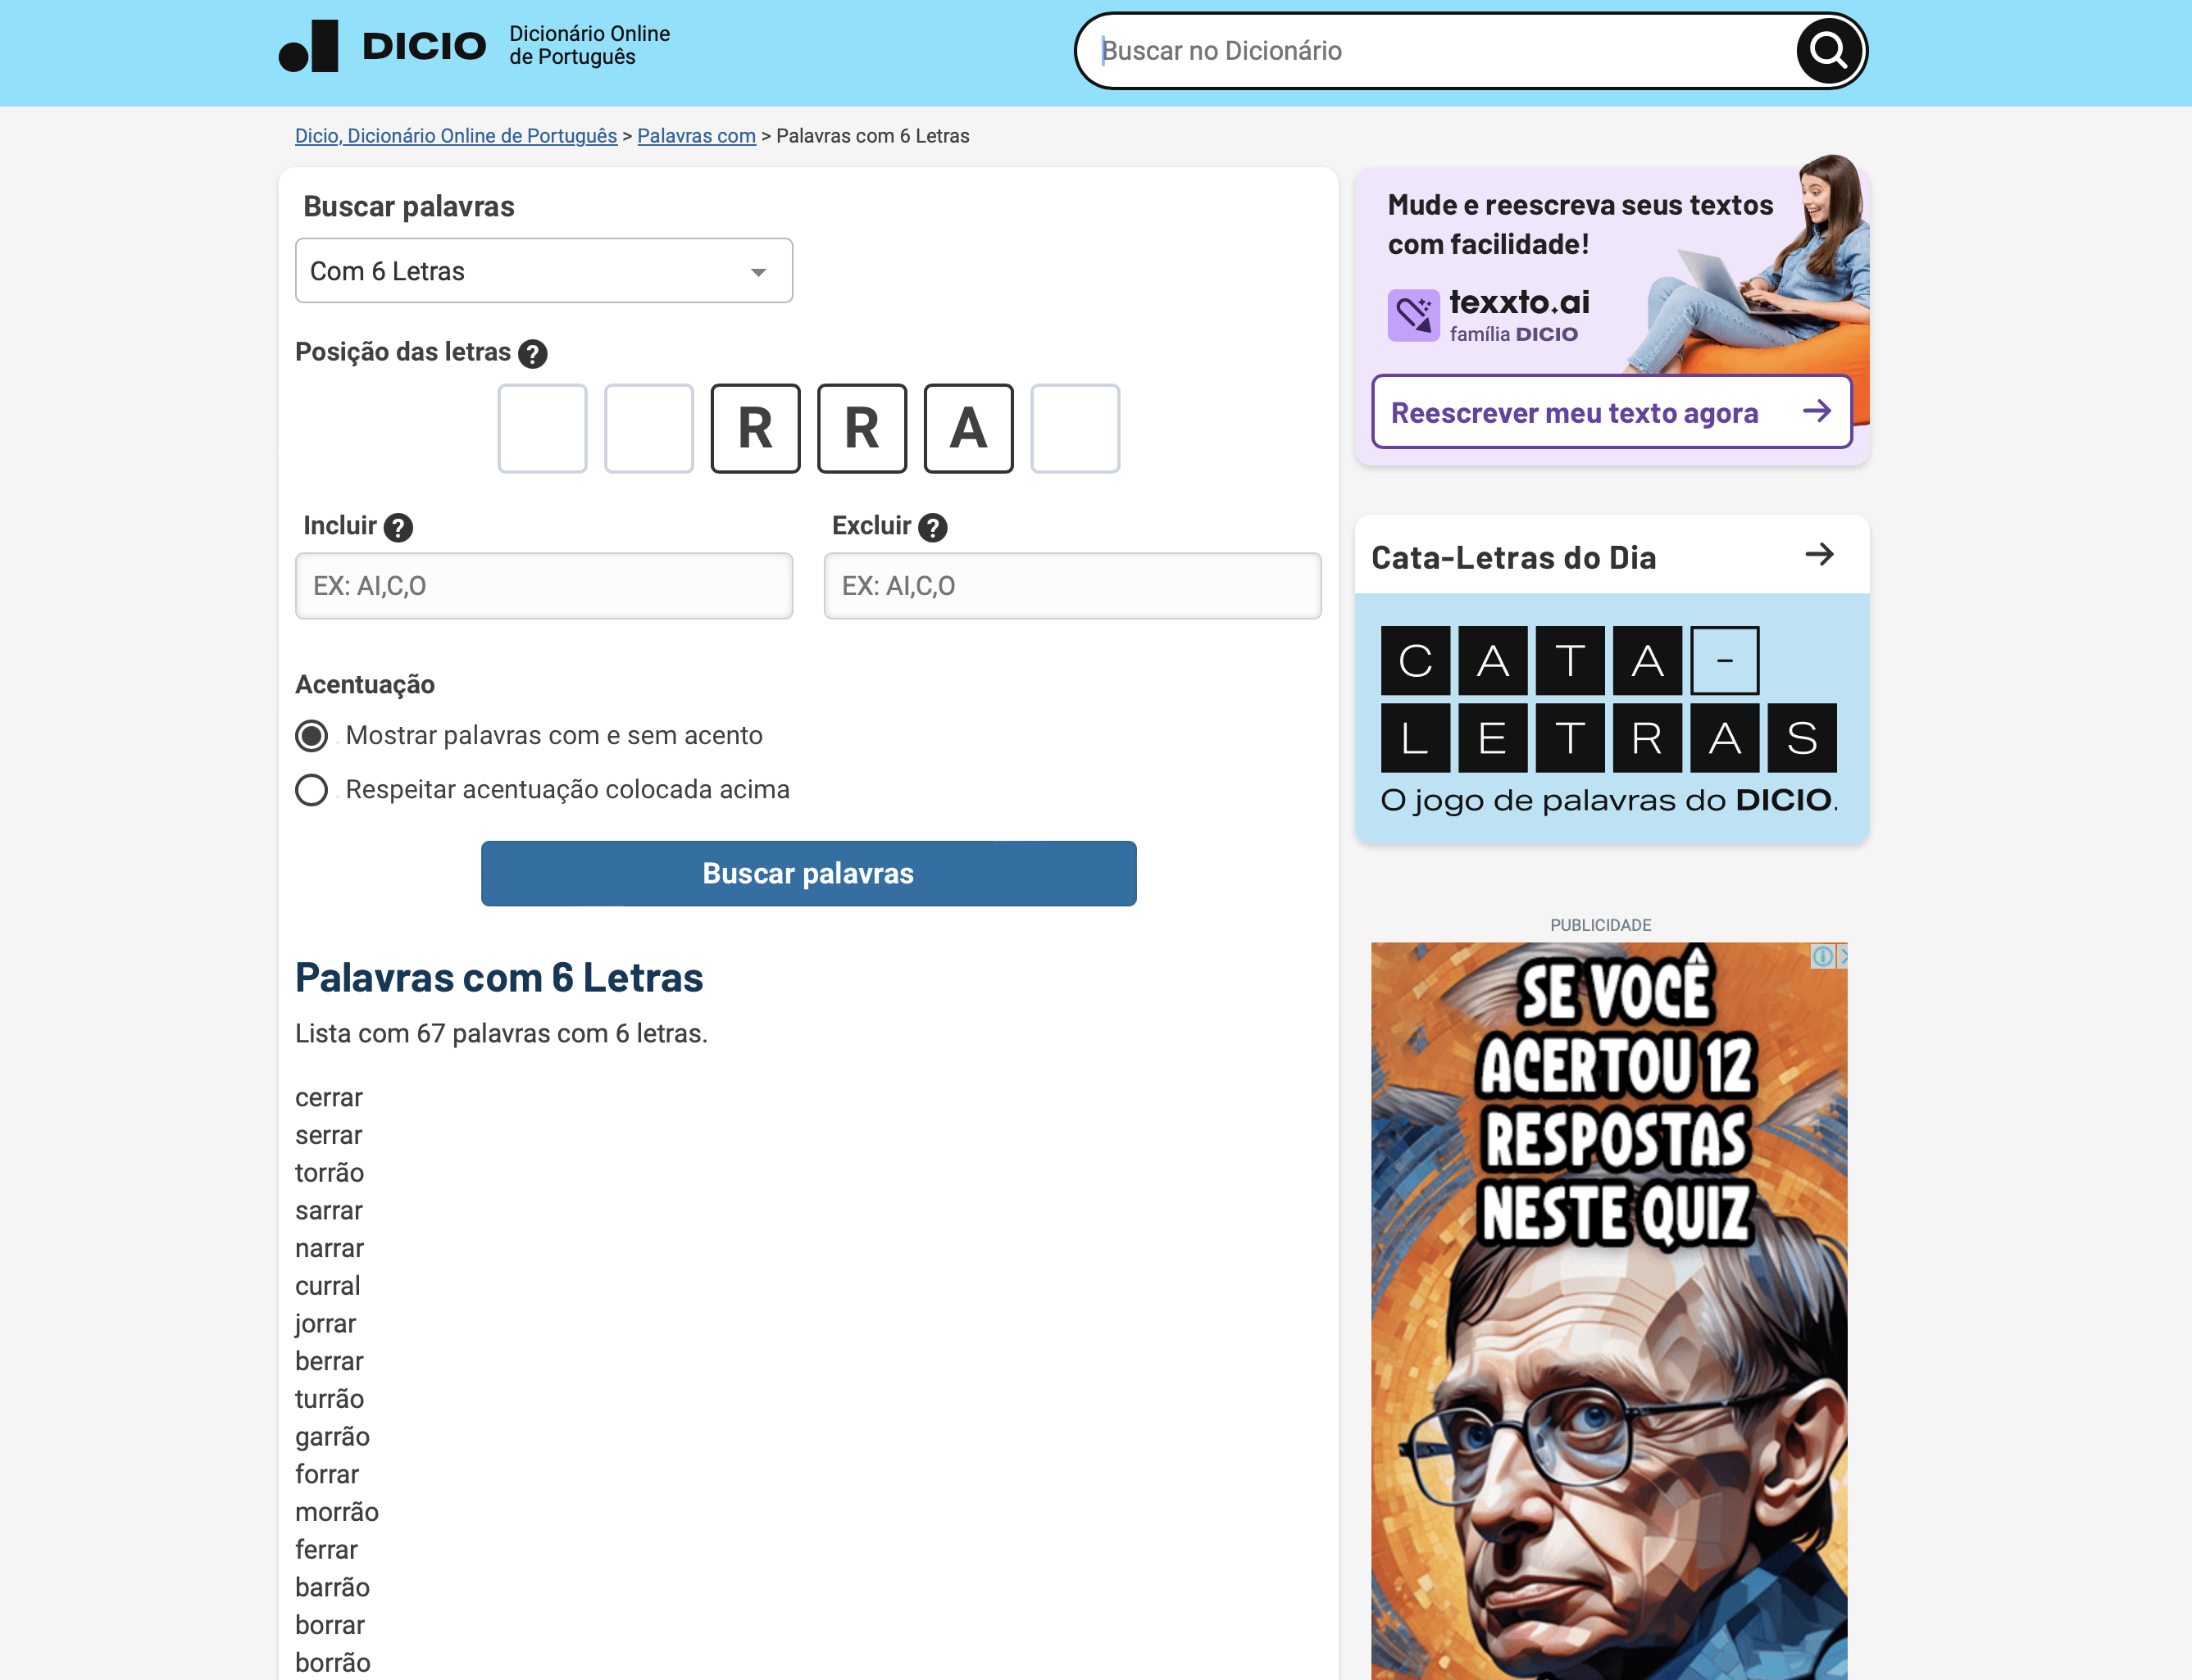 DICIO
Dicionário Online
de Português
Buscar no Dicionário
Dicio, Dicionário Online de Português > Palavras com > Palavras com 6 Letras
Buscar palavras
Com 6 Letras
Posição das letras ?
R R A
Incluir ?
Excluir ?
EX: AI,C,O
EX: AI,C,O
Acentuação
Mostrar palavras com e sem acento
Respeitar acentuação colocada acima
Buscar palavras
Palavras com 6 Letras
Lista com 67 palavras com 6 letras.
cerrar
serrar
torrão
sarrar
narrar
curral
jorrar
berrar
turrão
garrão
forrar
morrão
ferrar
barrão
borrar
borrão
Mude e reescreva seus textos
com facilidade!
texxto.ai
família DICIO
Reescrever meu texto agora
Cata-Letras do Dia
CATA-
LETRAS
O jogo de palavras do DICIO.
PUBLICIDADE
SE VOCÊ
ACERTOU 12
RESPOSTAS
NESTE QUIZ